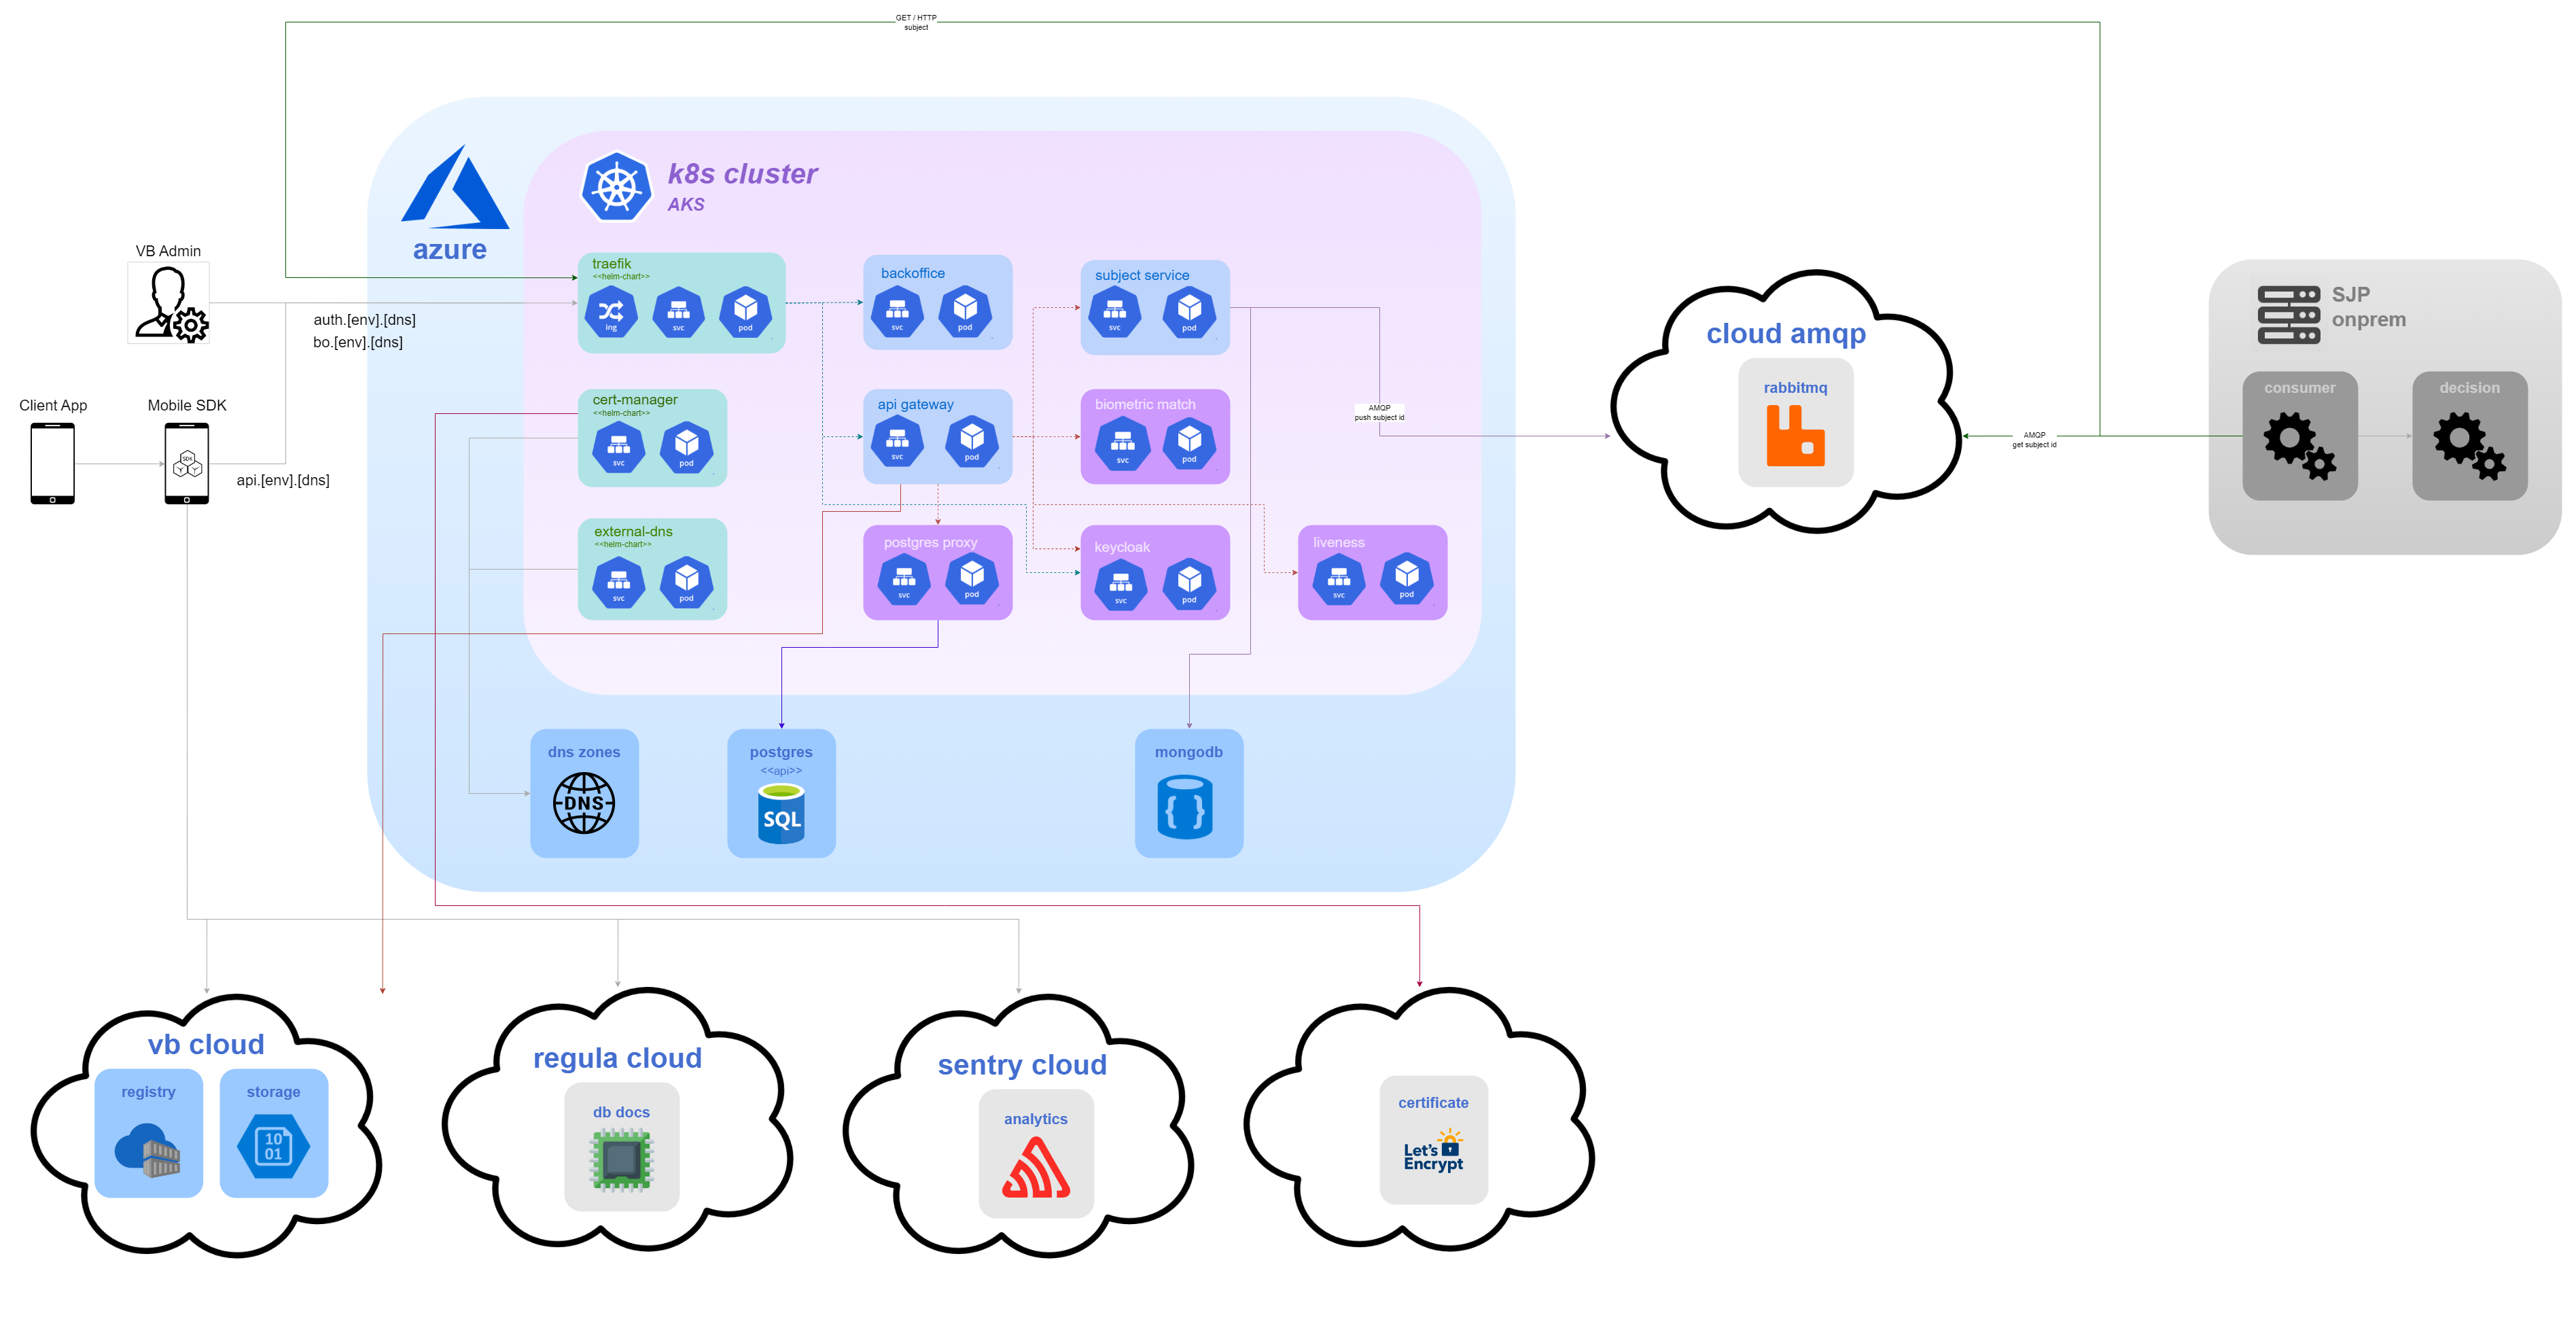 GET / HTTP
subject
k8s cluster
AKS
azure
VB Admin
auth.[env].[dns]
bo.[env].[dns]
Client App
Mobile SDK
SDK
api.[env].[dns]
traefik
<<helm-chart>>
ing
svc
pod
backoffice
svc
pod
subject service
svc
pod
cert-manager
<<helm-chart>>
svc
pod
api gateway
svc
pod
biometric match
svc
pod
AMQP
push subject id
external-dns
<<helm-chart>>
svc
pod
postgres proxy
svc
pod
keycloak
svc
pod
liveness
svc
pod
cloud amqp
rabbitmq
AMQP
get subject id
SJP
onprem
consumer
decision
dns zones
DNS
postgres
<<api>>
SQL
mongodb
{ }
vb cloud
registry
storage
10
01
regula cloud
db docs
sentry cloud
analytics
certificate
Let's
Encrypt